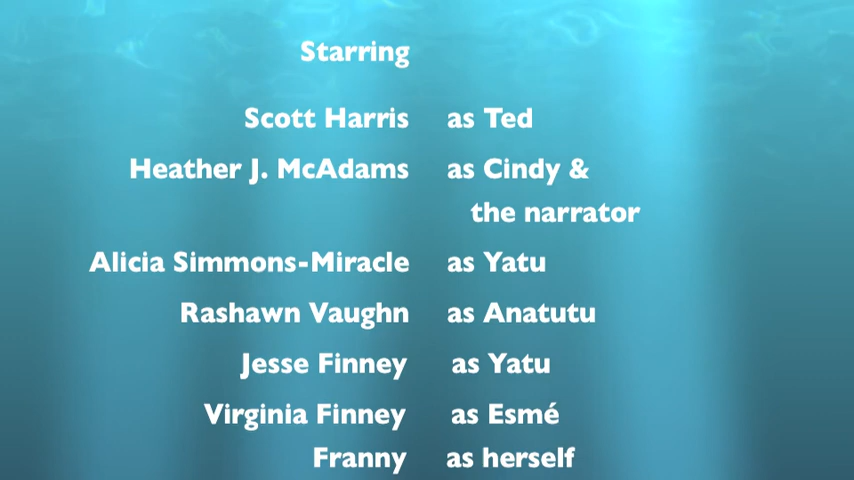 Starring
Scott Harris as Ted
Heather J. McAdams as Cindy &
the narrator
Alicia Simmons-Miracle as Yatu
Rashawn Vaughn as Anatutu
Jesse Finney as Yatu
Virginia Finney as Esmé
Franny as herself